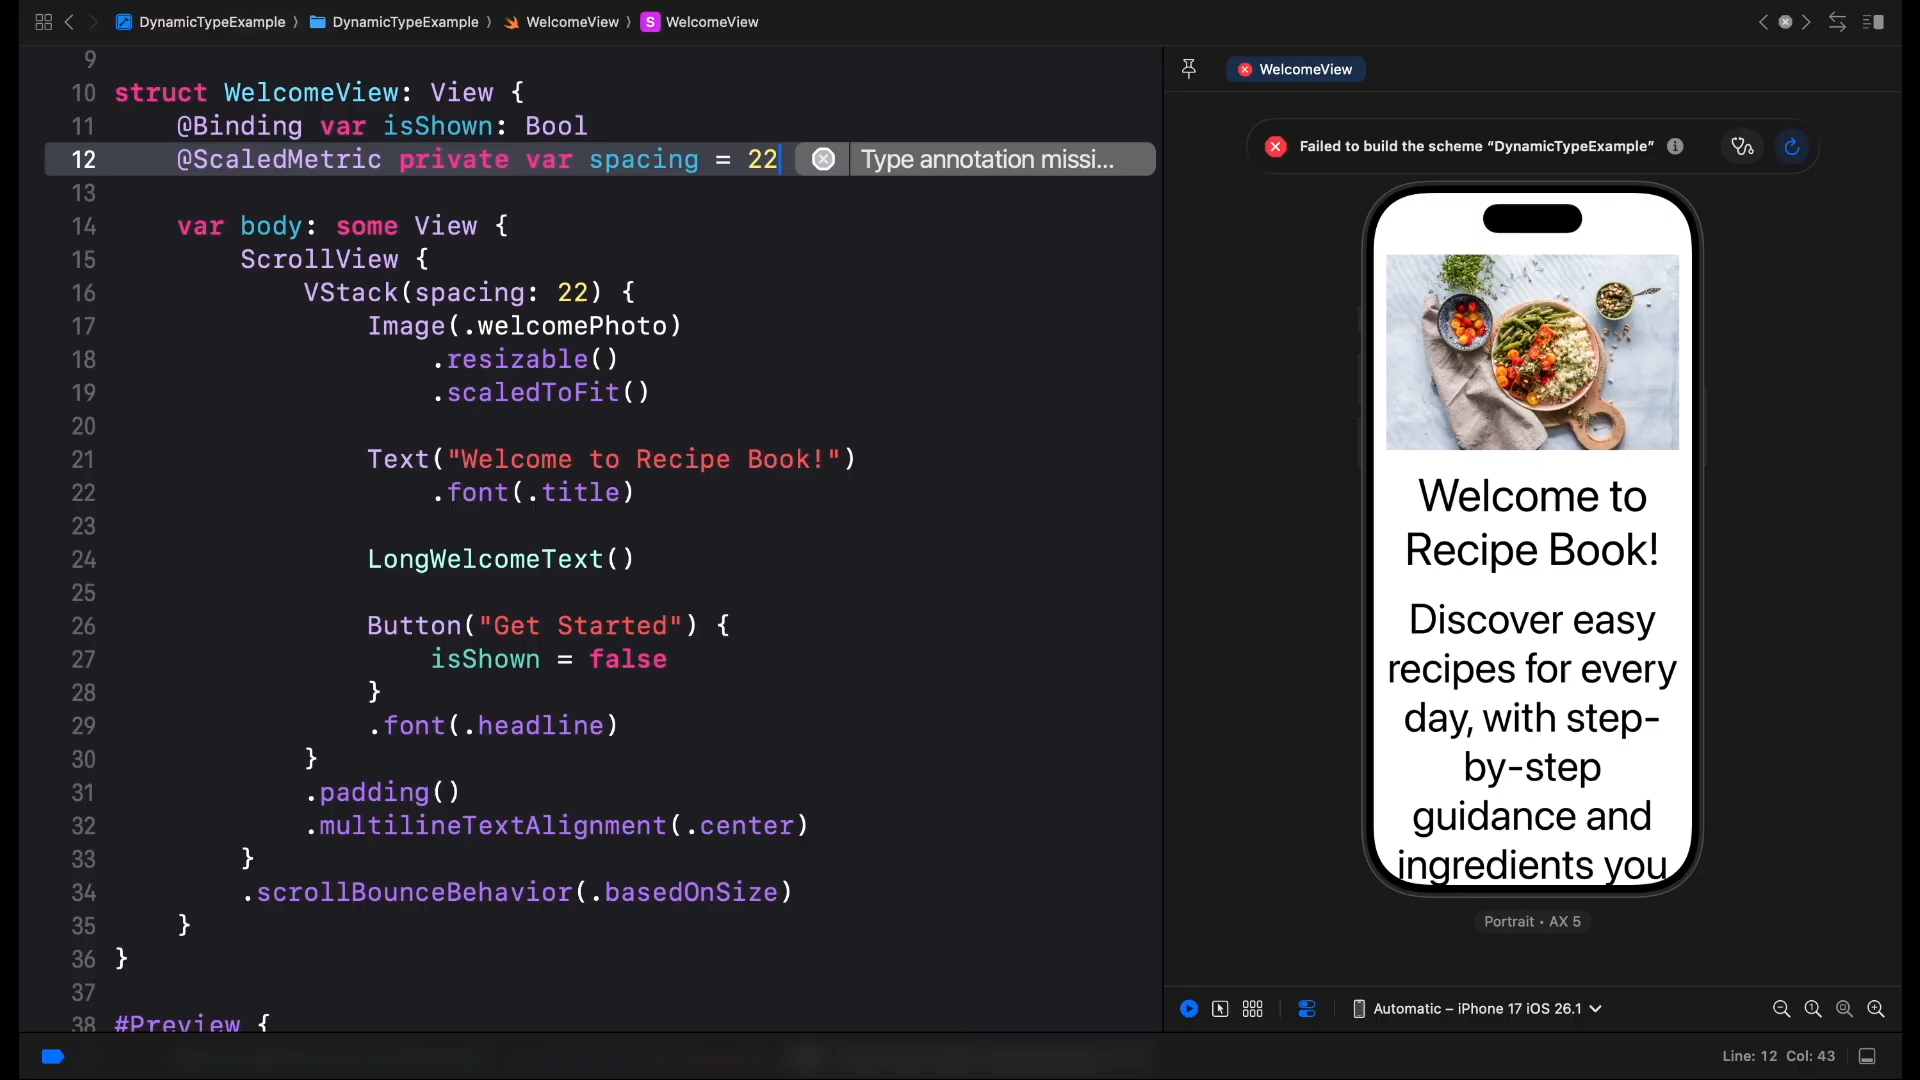 DynamicTypeExample 〉 DynamicTypeExample 〉 WelcomeView 〉 S WelcomeView
9
10 struct WelcomeView: View {
11 @Binding var isShown: Bool
12 @ScaledMetric private var spacing = 22 Type annotation missi...
13
14 var body: some View {
15 ScrollView {
16 VStack(spacing: 22) {
17 Image(.welcomePhoto)
18 .resizable()
19 .scaledToFit()
20
21 Text("Welcome to Recipe Book!")
22 .font(.title)
23
24 LongWelcomeText()
25
26 Button("Get Started") {
27 isShown = false
28 }
29 .font(.headline)
30 }
31 .padding()
32 .multilineTextAlignment(.center)
33 }
34 .scrollBounceBehavior(.basedOnSize)
35 }
36 }
37
38 #Preview {
WelcomeView
Failed to build the scheme “DynamicTypeExample”
Welcome to
Recipe Book!
Discover easy
recipes for every
day, with step-
by-step
guidance and
ingredients you
Portrait • AX 5
Automatic – iPhone 17 iOS 26.1
Line: 12 Col: 43